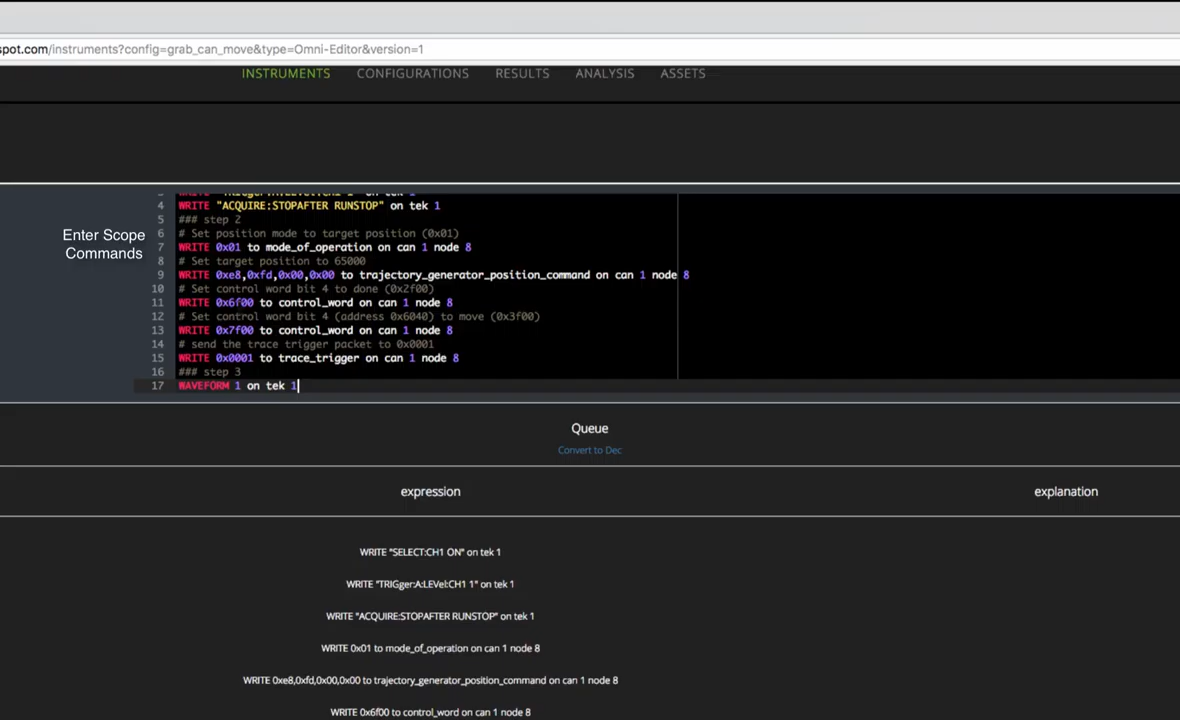 spot.com/instruments?config=grab_can_move&type=Omni-Editor&version=1
INSTRUMENTS CONFIGURATIONS RESULTS ANALYSIS ASSETS
Enter Scope
Commands
4 WRITE "ACQUIRE:STOPAFTER RUNSTOP" on tek 1
5 ### step 2
6 # Set position mode to target position (0x01)
7 WRITE 0x01 to mode_of_operation on can 1 node 8
8 # Set target position to 65000
9 WRITE 0xe8,0xfd,0x00,0x00 to trajectory_generator_position_command on can 1 node 8
10 # Set control word bit 4 to done (0x2f00)
11 WRITE 0x6f00 to control_word on can 1 node 8
12 # Set control word bit 4 (address 0x6040) to move (0x3f00)
13 WRITE 0x7f00 to control_word on can 1 node 8
14 # send the trace trigger packet to 0x0001
15 WRITE 0x0001 to trace_trigger on can 1 node 8
16 ### step 3
17 WAVEFORM 1 on tek 1
Queue
Convert to Dec
expression explanation
WRITE "SELECT:CH1 ON" on tek 1
WRITE "TRIGger:A:LEVel:CH1 1" on tek 1
WRITE "ACQUIRE:STOPAFTER RUNSTOP" on tek 1
WRITE 0x01 to mode_of_operation on can 1 node 8
WRITE 0xe8,0xfd,0x00,0x00 to trajectory_generator_position_command on can 1 node 8
WRITE 0x6f00 to control_word on can 1 node 8